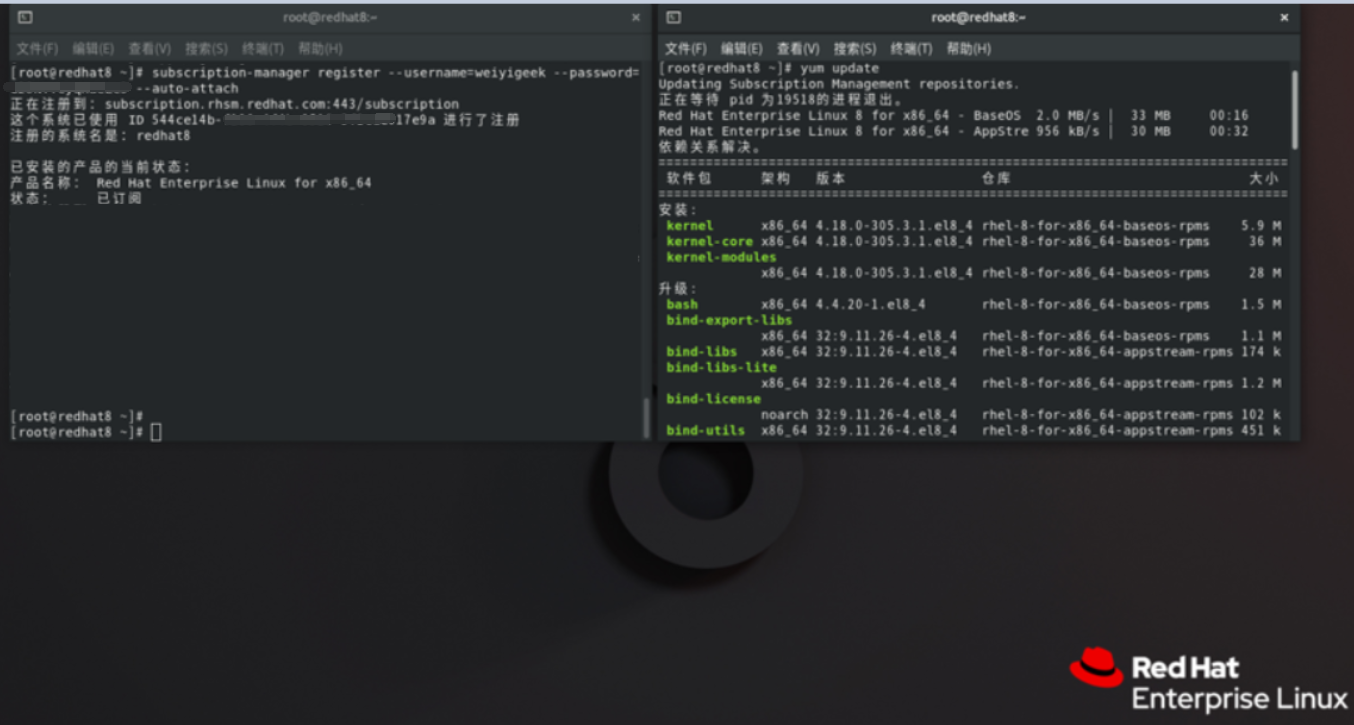 root@redhat8:~
文件(F) 编辑(E) 查看(V) 搜索(S) 终端(T) 帮助(H)
[root@redhat8 ~]# subscription-manager register --username=weiyigeek --password=
--auto-attach
正在注册到: subscription.rhsm.redhat.com:443/subscription
这个系统已使用 ID 544ce14b- 17e9a 进行了注册
注册的系统名是: redhat8
已安装的产品的当前状态:
产品名称: Red Hat Enterprise Linux for x86_64
状态: 已订阅
[root@redhat8 ~]#
[root@redhat8 ~]#
root@redhat8:~
文件(F) 编辑(E) 查看(V) 搜索(S) 终端(T) 帮助(H)
[root@redhat8 ~]# yum update
Updating Subscription Management repositories.
正在等待 pid 为19518的进程退出。
Red Hat Enterprise Linux 8 for x86_64 - BaseOS 2.0 MB/s | 33 MB 00:16
Red Hat Enterprise Linux 8 for x86_64 - AppStre 956 kB/s | 30 MB 00:32
依赖关系解决。
================================================================================
软件包 架构 版本 仓库 大小
================================================================================
安装:
kernel x86_64 4.18.0-305.3.1.el8_4 rhel-8-for-x86_64-baseos-rpms 5.9 M
kernel-core x86_64 4.18.0-305.3.1.el8_4 rhel-8-for-x86_64-baseos-rpms 36 M
kernel-modules
x86_64 4.18.0-305.3.1.el8_4 rhel-8-for-x86_64-baseos-rpms 28 M
升级:
bash x86_64 4.4.20-1.el8_4 rhel-8-for-x86_64-baseos-rpms 1.5 M
bind-export-libs
x86_64 32:9.11.26-4.el8_4 rhel-8-for-x86_64-baseos-rpms 1.1 M
bind-libs x86_64 32:9.11.26-4.el8_4 rhel-8-for-x86_64-appstream-rpms 174 k
bind-libs-lite
x86_64 32:9.11.26-4.el8_4 rhel-8-for-x86_64-appstream-rpms 1.2 M
bind-license
noarch 32:9.11.26-4.el8_4 rhel-8-for-x86_64-appstream-rpms 102 k
bind-utils x86_64 32:9.11.26-4.el8_4 rhel-8-for-x86_64-appstream-rpms 451 k
Red Hat
Enterprise Linux